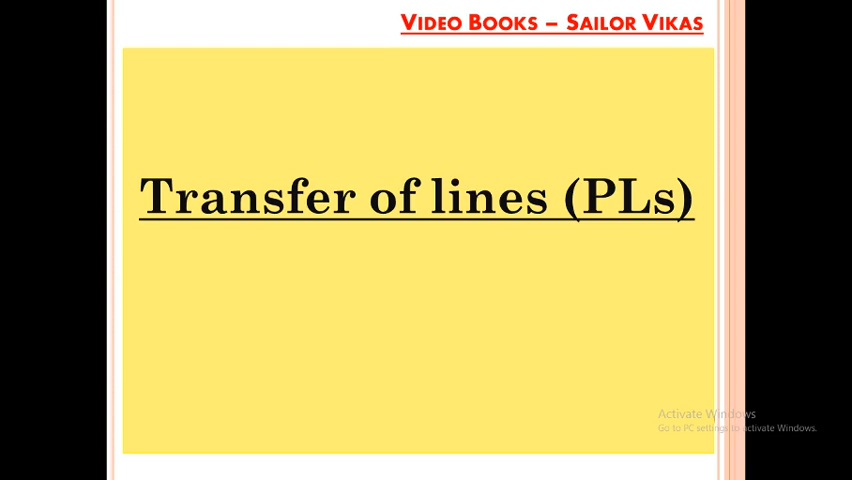 VIDEO BOOKS – SAILOR VIKAS
Transfer of lines (PLs)
Activate Windows
Go to PC settings to activate Windows.